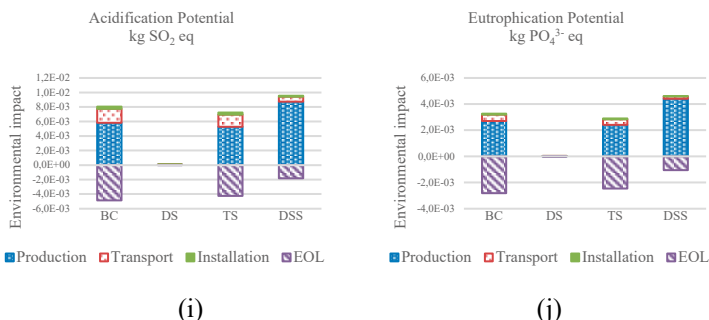 Acidification Potential
kg SO₂ eq
Environmental impact
1,2E-02
1,0E-02
8,0E-03
6,0E-03
4,0E-03
2,0E-03
0,0E+00
-2,0E-03
-4,0E-03
-6,0E-03
BC DS TS DSS
Production Transport Installation EOL
(i)
Eutrophication Potential
kg PO₄³⁻ eq
Environmental impact
6,0E-03
4,0E-03
2,0E-03
0,0E+00
-2,0E-03
-4,0E-03
BC DS TS DSS
Production Transport Installation EOL
(j)